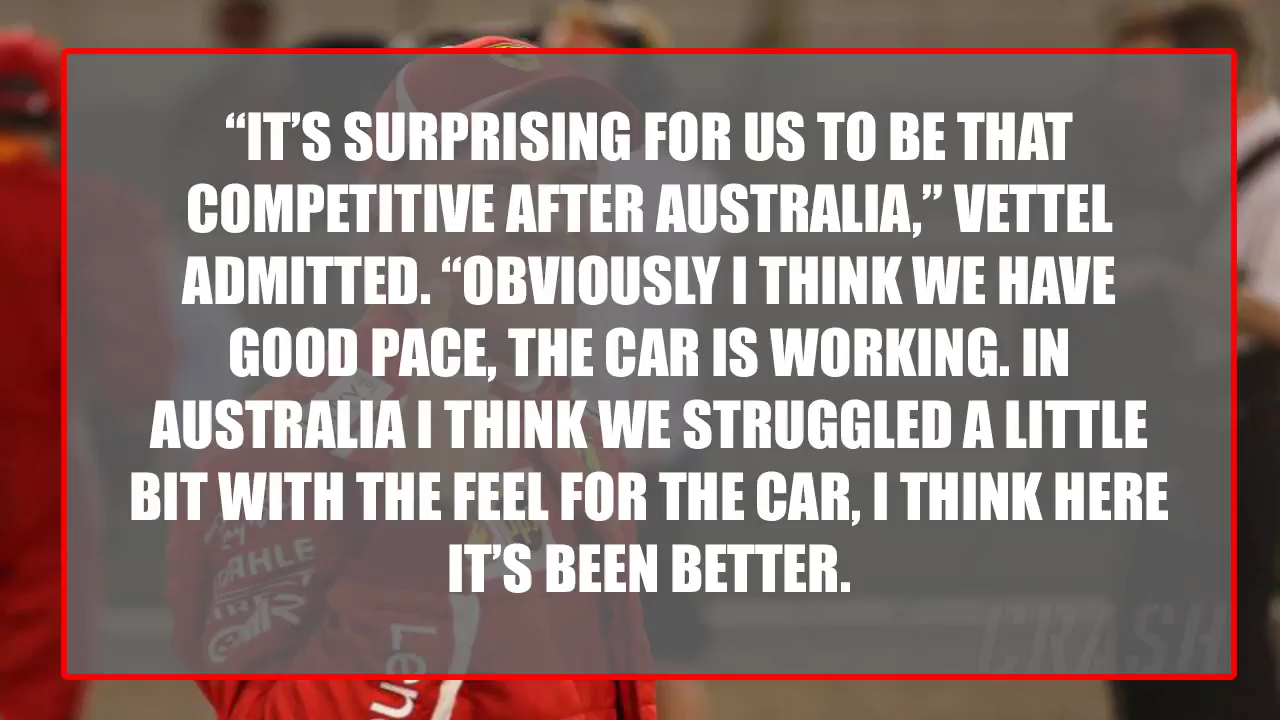 “IT’S SURPRISING FOR US TO BE THAT
COMPETITIVE AFTER AUSTRALIA,” VETTEL
ADMITTED. “OBVIOUSLY I THINK WE HAVE
GOOD PACE, THE CAR IS WORKING. IN
AUSTRALIA I THINK WE STRUGGLED A LITTLE
BIT WITH THE FEEL FOR THE CAR, I THINK HERE
IT’S BEEN BETTER.
MAHLE
CRASH